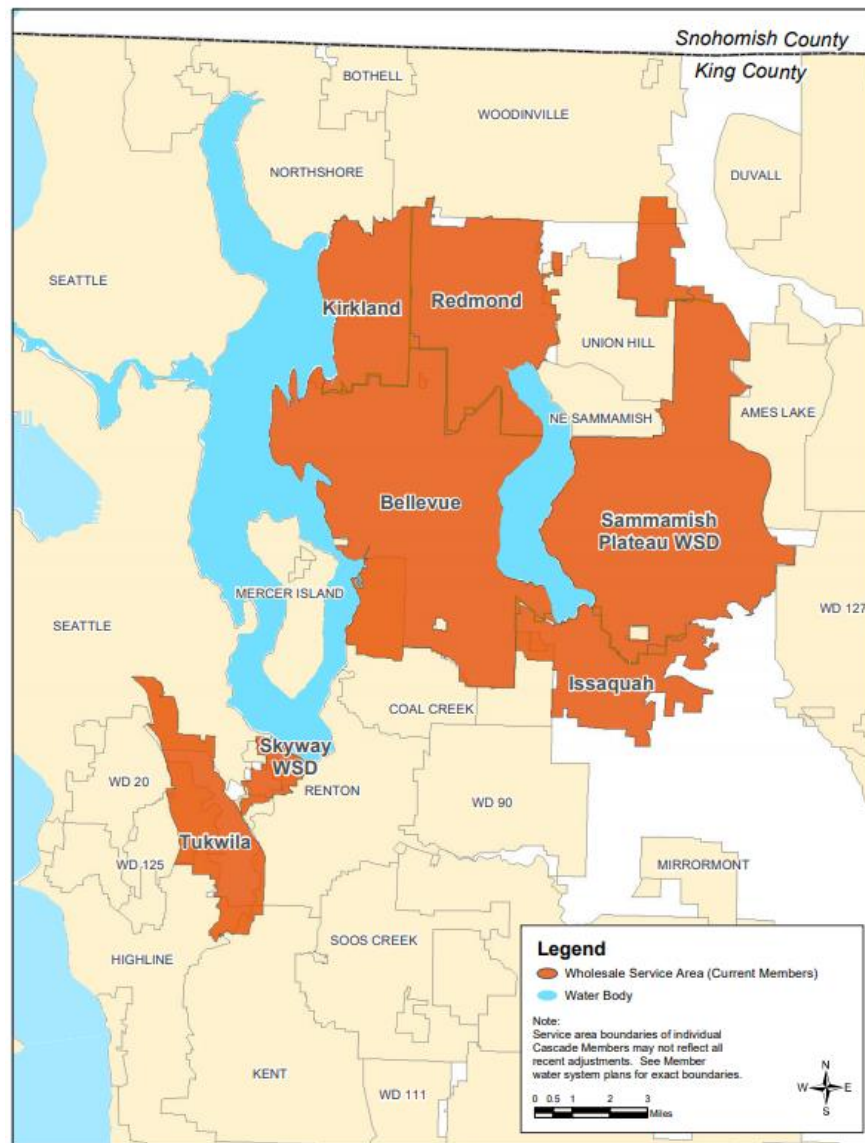 Snohomish County
King County
BOTHELL
WOODINVILLE
NORTHSHORE
DUVALL
SEATTLE
Kirkland
Redmond
UNION HILL
NE SAMMAMISH
AMES LAKE
Bellevue
Sammamish
Plateau WSD
MERCER ISLAND
SEATTLE
WD 127
Issaquah
COAL CREEK
Skyway
WSD
RENTON
WD 20
WD 90
Tukwila
WD 125
MIRRORMONT
SOOS CREEK
HIGHLINE
KENT
WD 111
Legend
Wholesale Service Area (Current Members)
Water Body
Note:
Service area boundaries of individual
Cascade Members may not reflect all
recent adjustments. See Member
water system plans for exact boundaries.
N
W E
S
0 0.5 1 2 3
Miles